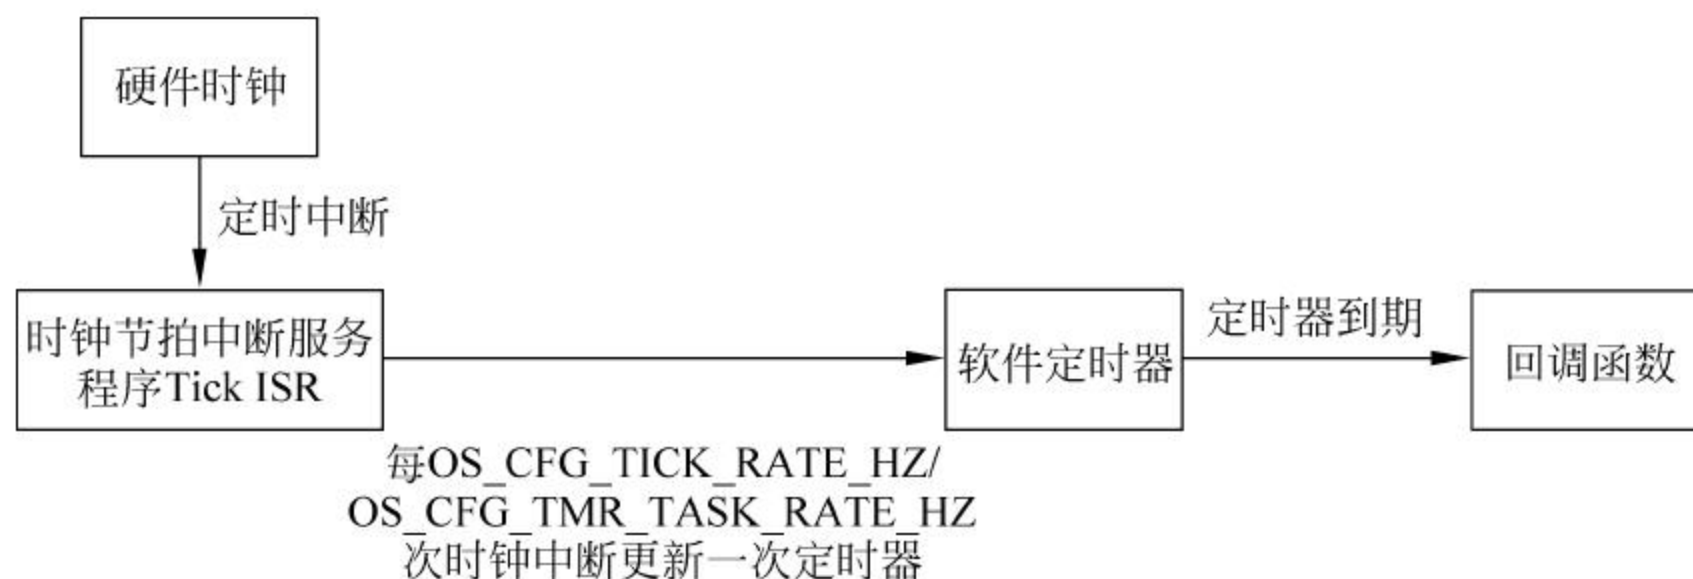 硬件时钟
定时中断
时钟节拍中断服务
程序Tick ISR
每OS_CFG_TICK_RATE_HZ/
OS_CFG_TMR_TASK_RATE_HZ
次时钟中断更新一次定时器
软件定时器
定时器到期
回调函数